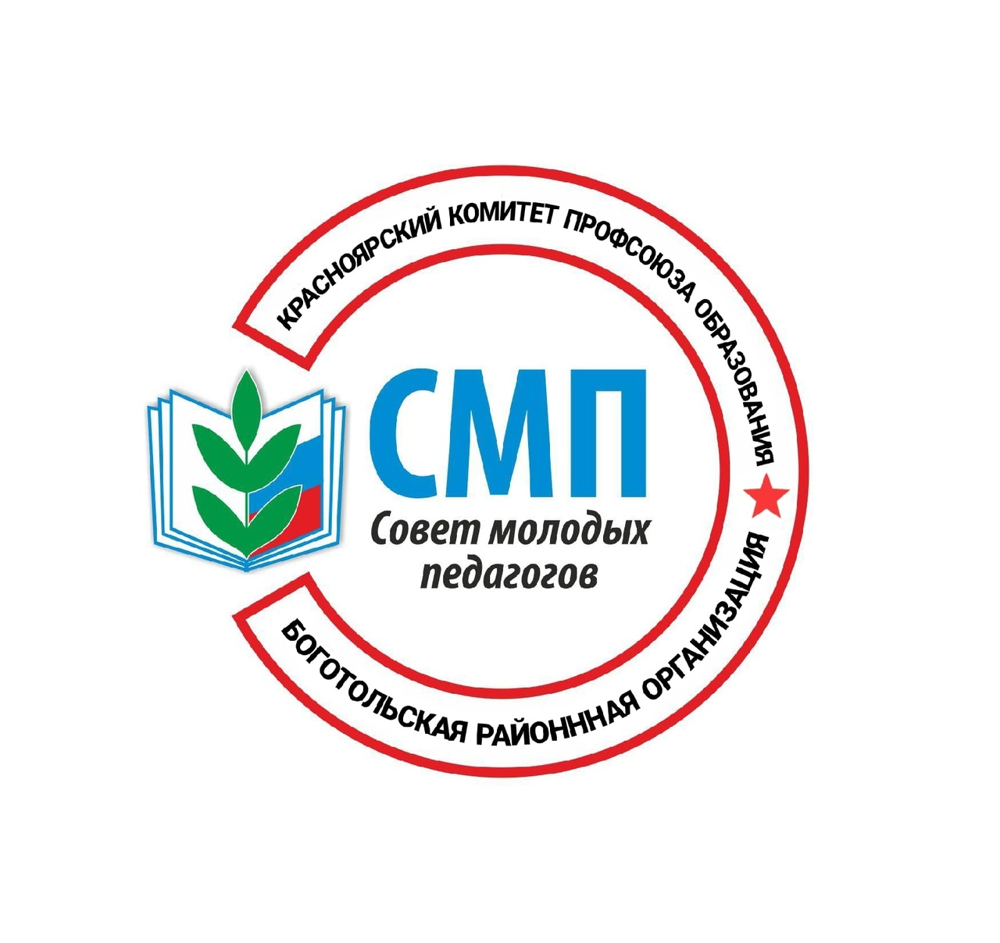 КРАСНОЯРСКИЙ КОМИТЕТ ПРОФСОЮЗА ОБРАЗОВАНИЯ
СМП
Совет молодых
педагогов
БОГОТОЛЬСКАЯ РАЙОНННАЯ ОРГАНИЗАЦИЯ